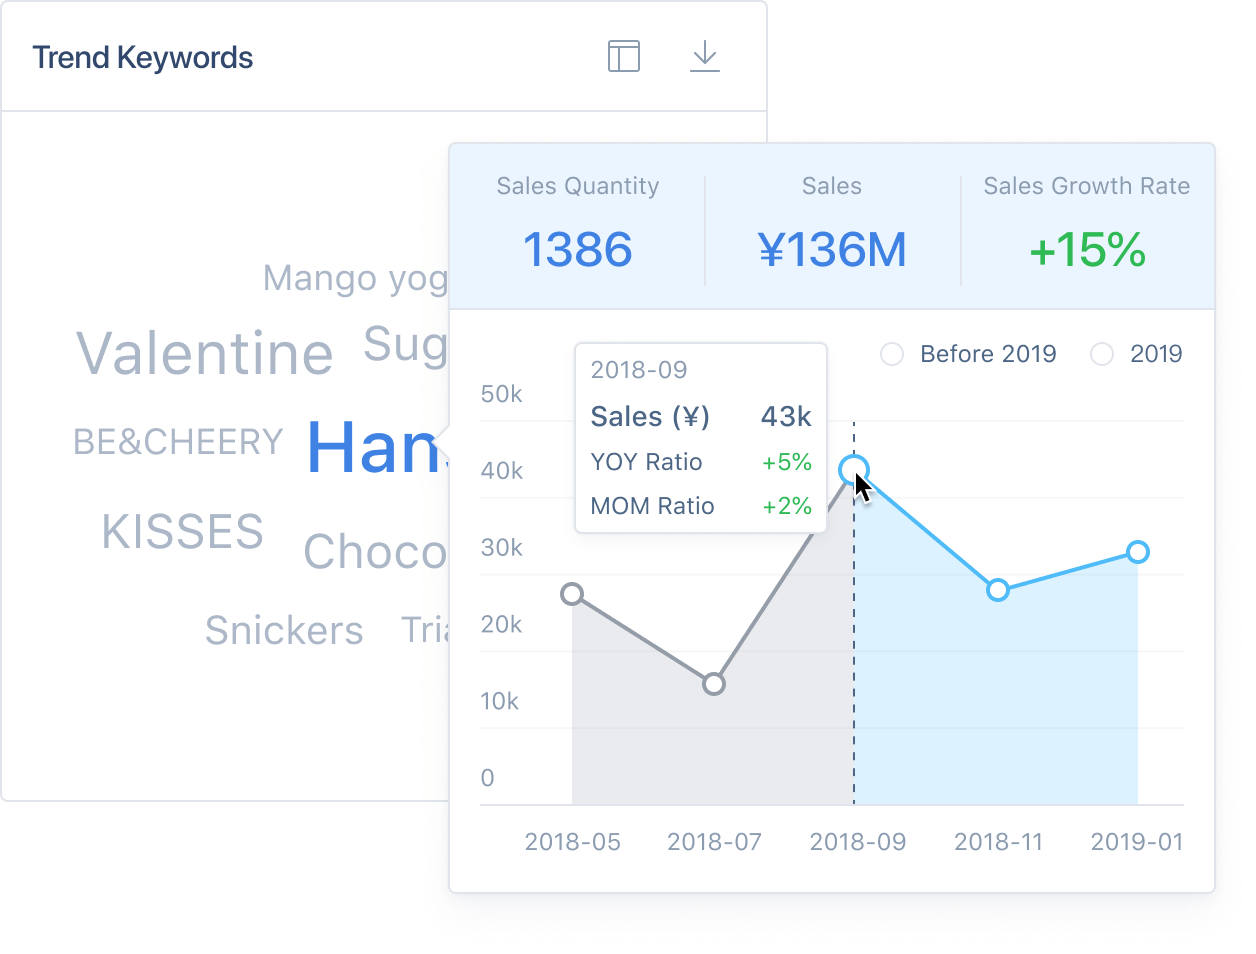 Trend Keywords
Mango yog
Valentine
Sug
BE&CHEERY
Han
KISSES
Choco
Snickers
Tria
Sales Quantity
1386
Sales
¥136M
Sales Growth Rate
+15%
Before 2019
2019
2018-09
Sales (¥) 43k
YOY Ratio +5%
MOM Ratio +2%
50k
40k
30k
20k
10k
0
2018-05
2018-07
2018-09
2018-11
2019-01